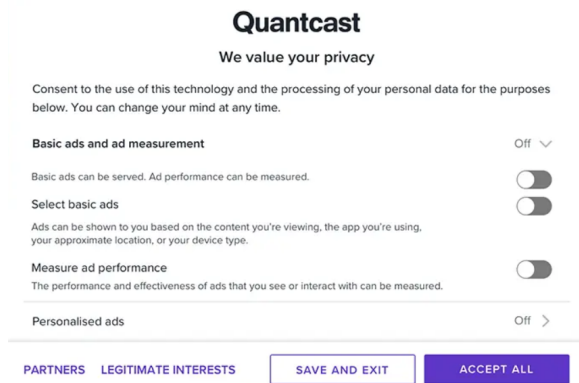 Quantcast
We value your privacy
Consent to the use of this technology and the processing of your personal data for the purposes
below. You can change your mind at any time.
Basic ads and ad measurement Off
Basic ads can be served. Ad performance can be measured.
Select basic ads
Ads can be shown to you based on the content you're viewing, the app you're using,
your approximate location, or your device type.
Measure ad performance
The performance and effectiveness of ads that you see or interact with can be measured.
Personalised ads Off
PARTNERS LEGITIMATE INTERESTS SAVE AND EXIT ACCEPT ALL